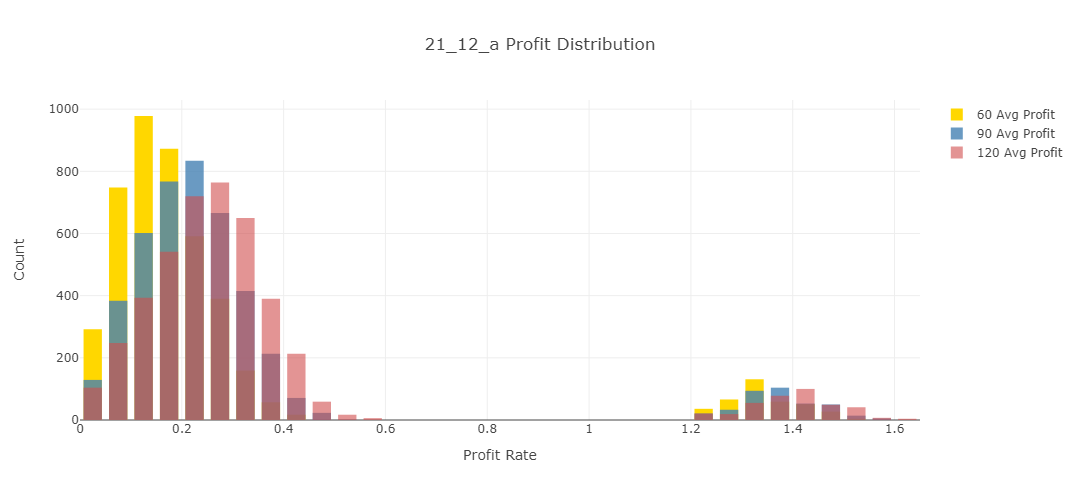 21_12_a Profit Distribution
60 Avg Profit
90 Avg Profit
120 Avg Profit
Count
1000
800
600
400
200
0
0 0.2 0.4 0.6 0.8 1 1.2 1.4 1.6
Profit Rate